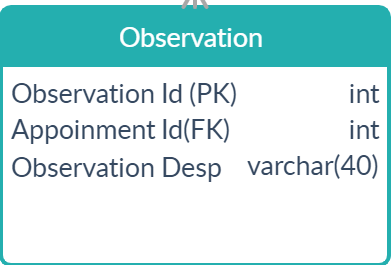 Observation
Observation Id (PK) int
Appoinment Id(FK) int
Observation Desp varchar(40)